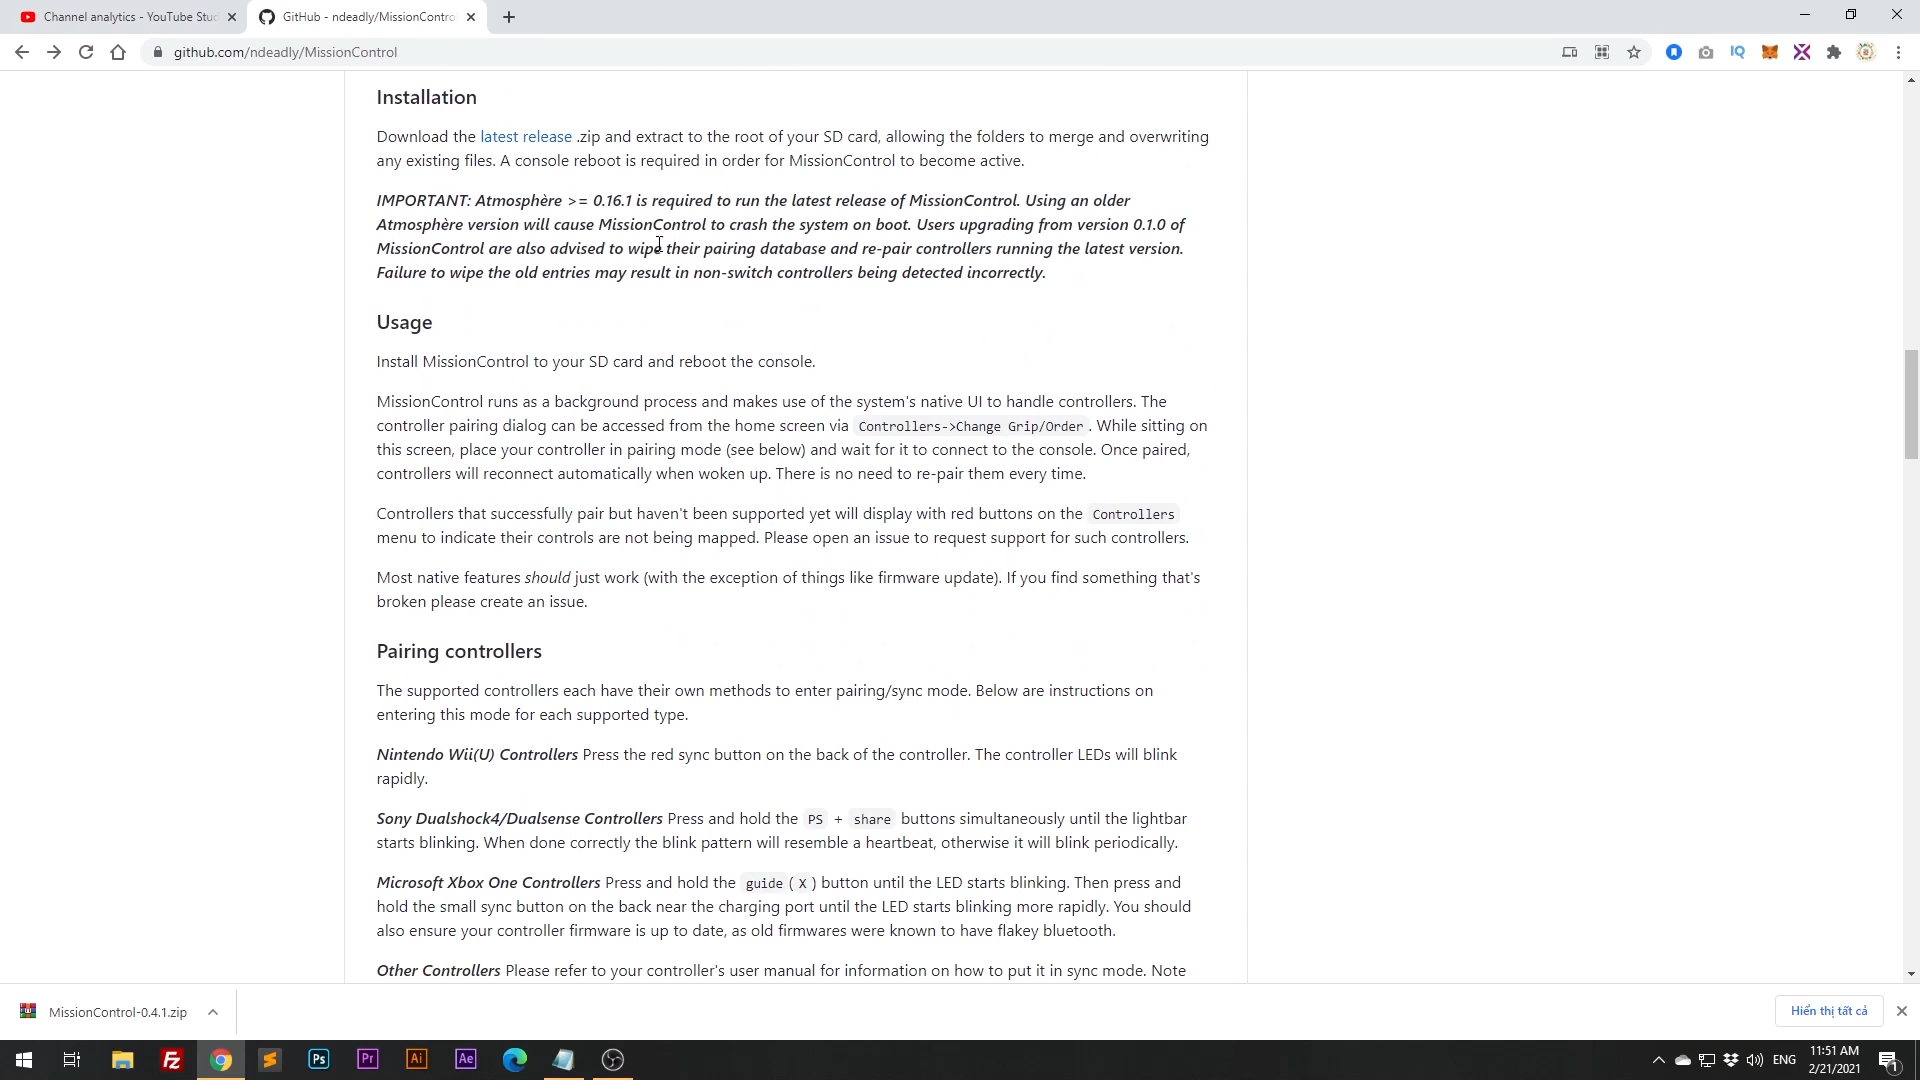 Channel analytics - YouTube Stud
GitHub - ndeadly/MissionControl
github.com/ndeadly/MissionControl
Installation
Download the latest release .zip and extract to the root of your SD card, allowing the folders to merge and overwriting
any existing files. A console reboot is required in order for MissionControl to become active.
IMPORTANT: Atmosphère >= 0.16.1 is required to run the latest release of MissionControl. Using an older
Atmosphère version will cause MissionControl to crash the system on boot. Users upgrading from version 0.1.0 of
MissionControl are also advised to wipe their pairing database and re-pair controllers running the latest version.
Failure to wipe the old entries may result in non-switch controllers being detected incorrectly.
Usage
Install MissionControl to your SD card and reboot the console.
MissionControl runs as a background process and makes use of the system's native UI to handle controllers. The
controller pairing dialog can be accessed from the home screen via Controllers->Change Grip/Order. While sitting on
this screen, place your controller in pairing mode (see below) and wait for it to connect to the console. Once paired,
controllers will reconnect automatically when woken up. There is no need to re-pair them every time.
Controllers that successfully pair but haven't been supported yet will display with red buttons on the Controllers
menu to indicate their controls are not being mapped. Please open an issue to request support for such controllers.
Most native features should just work (with the exception of things like firmware update). If you find something that's
broken please create an issue.
Pairing controllers
The supported controllers each have their own methods to enter pairing/sync mode. Below are instructions on
entering this mode for each supported type.
Nintendo Wii(U) Controllers Press the red sync button on the back of the controller. The controller LEDs will blink
rapidly.
Sony Dualshock4/Dualsense Controllers Press and hold the PS + share buttons simultaneously until the lightbar
starts blinking. When done correctly the blink pattern will resemble a heartbeat, otherwise it will blink periodically.
Microsoft Xbox One Controllers Press and hold the guide (X) button until the LED starts blinking. Then press and
hold the small sync button on the back near the charging port until the LED starts blinking more rapidly. You should
also ensure your controller firmware is up to date, as old firmwares were known to have flakey bluetooth.
Other Controllers Please refer to your controller's user manual for information on how to put it in sync mode. Note
MissionControl-0.4.1.zip
Hiển thị tất cả
Fz
Ps
Pr
Ai
Ae
ENG
11:51 AM
2/21/2021
1